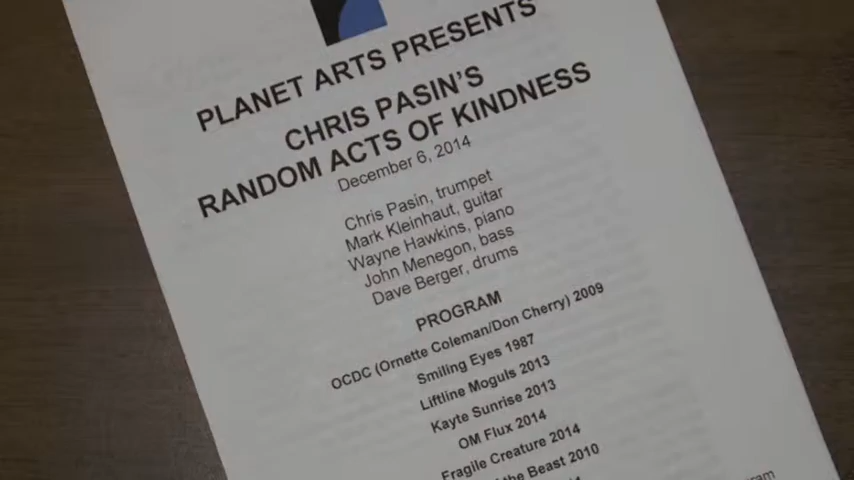 PLANET ARTS PRESENTS
CHRIS PASIN'S
RANDOM ACTS OF KINDNESS
December 6, 2014
Chris Pasin, trumpet
Mark Kleinhaut, guitar
Wayne Hawkins, piano
John Menegon, bass
Dave Berger, drums
PROGRAM
OCDC (Ornette Coleman/Don Cherry) 2009
Smiling Eyes 1987
Liftline Moguls 2013
Kayte Sunrise 2013
OM Flux 2014
Fragile Creature 2014
the Beast 2010